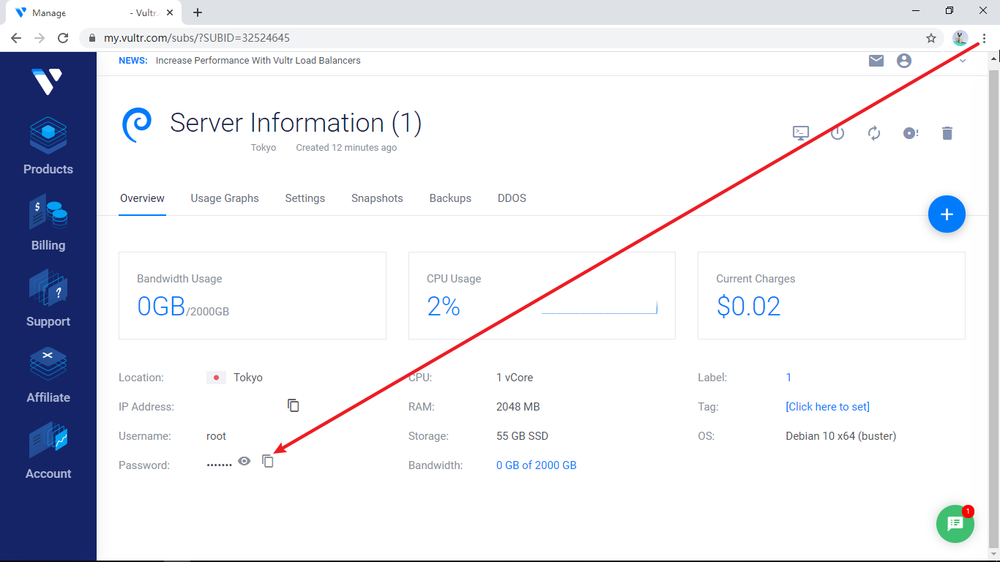 Manage - Vultr.
my.vultr.com/subs/?SUBID=32524645
NEWS: Increase Performance With Vultr Load Balancers
Server Information (1)
Tokyo Created 12 minutes ago
Products
Billing
Support
Affiliate
Account
Overview Usage Graphs Settings Snapshots Backups DDOS
+
Bandwidth Usage
0GB/2000GB
CPU Usage
2%
Current Charges
$0.02
Location: Tokyo
IP Address:
Username: root
Password: •••••••
CPU: 1 vCore
RAM: 2048 MB
Storage: 55 GB SSD
Bandwidth: 0 GB of 2000 GB
Label: 1
Tag: [Click here to set]
OS: Debian 10 x64 (buster)
1